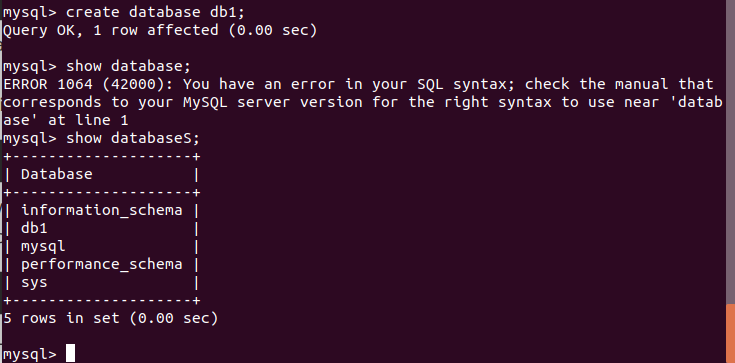 mysql> create database db1;
Query OK, 1 row affected (0.00 sec)
mysql> show database;
ERROR 1064 (42000): You have an error in your SQL syntax; check the manual that
corresponds to your MySQL server version for the right syntax to use near 'datab
ase' at line 1
mysql> show databaseS;
+--------------------+
| Database           |
+--------------------+
| information_schema |
| db1                |
| mysql              |
| performance_schema |
| sys                |
+--------------------+
5 rows in set (0.00 sec)
mysql>